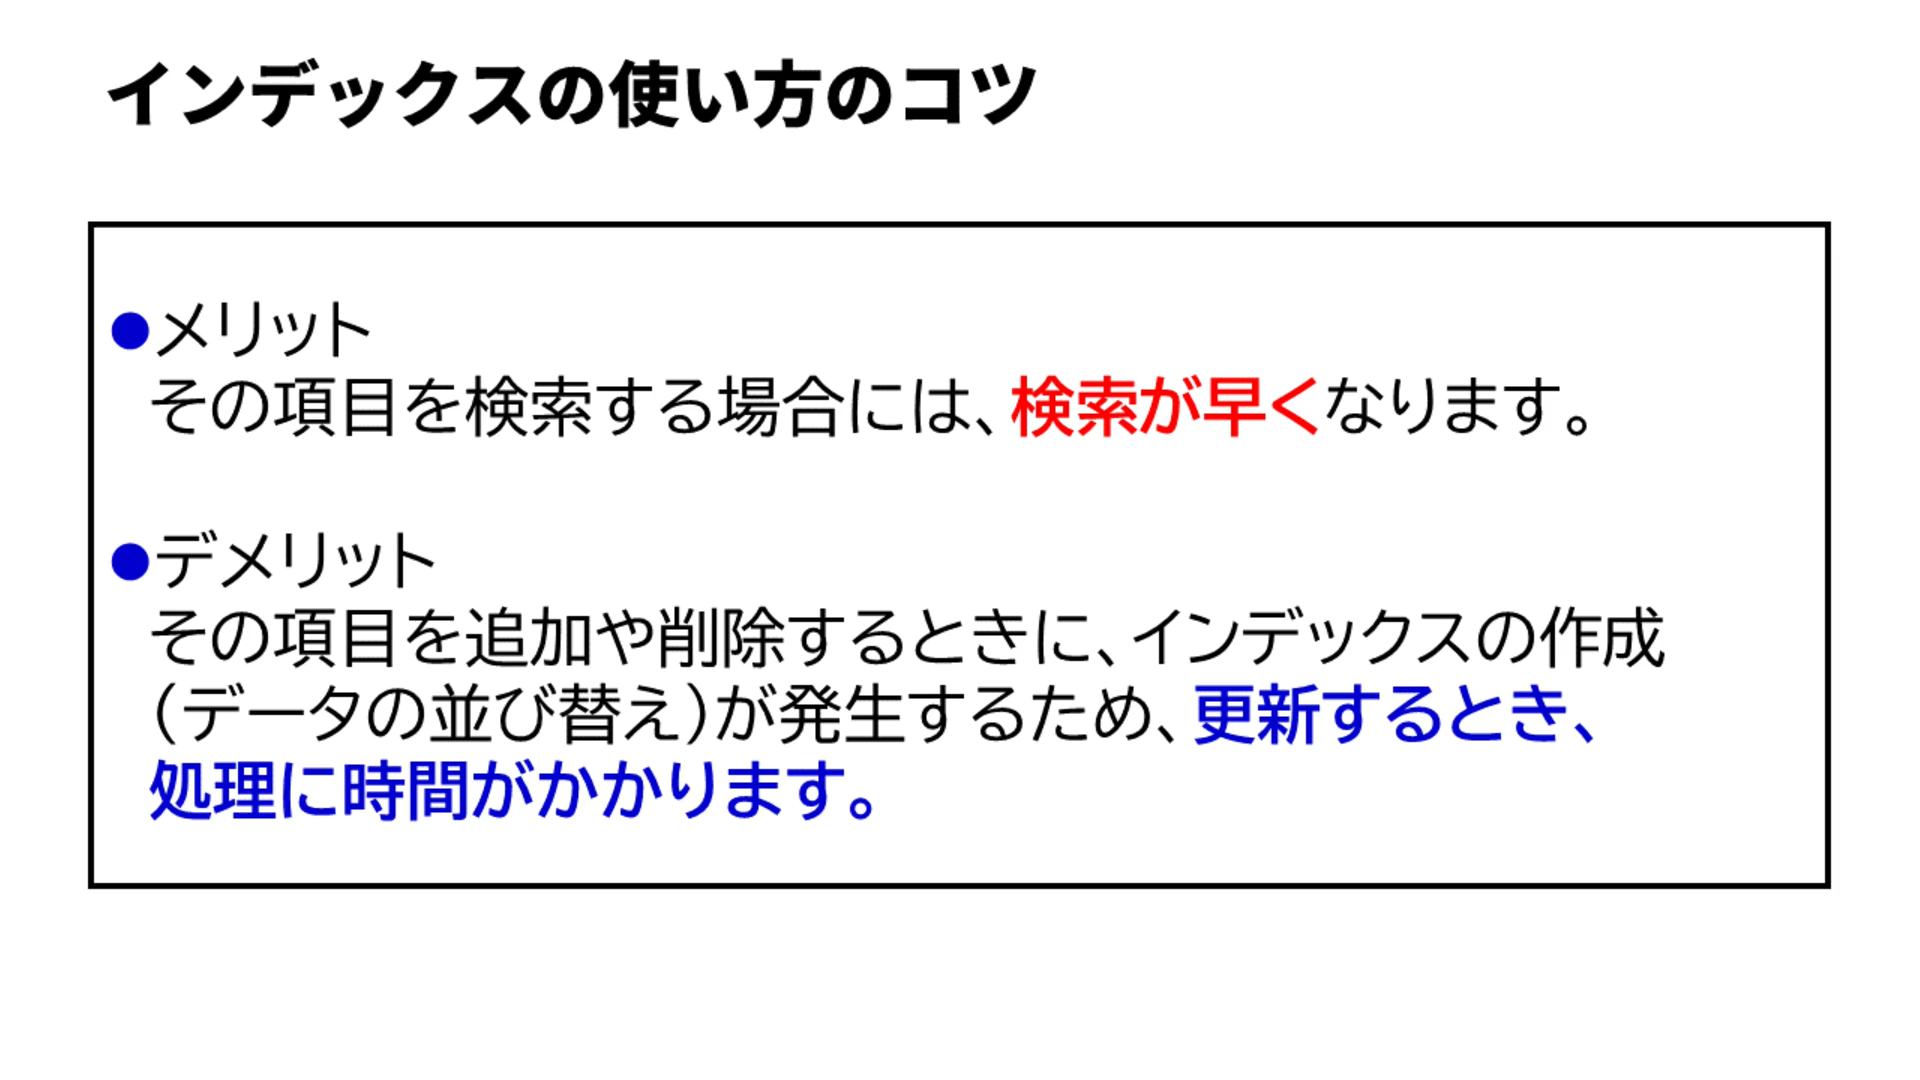 インデックスの使い方のコツ
●メリット
その項目を検索する場合には、検索が早くなります。
●デメリット
その項目を追加や削除するときに、インデックスの作成
（データの並び替え）が発生するため、更新するとき、
処理に時間がかかります。